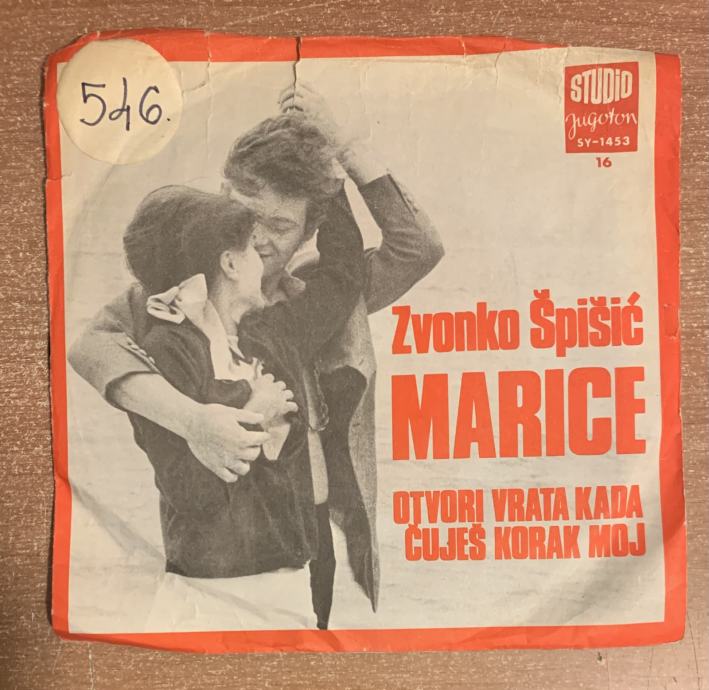 546.
STUDIO
Jugoton
SY-1453
16
Zvonko Špišić
MARICE
OTVORI VRATA KADA
ČUJEŠ KORAK MOJ